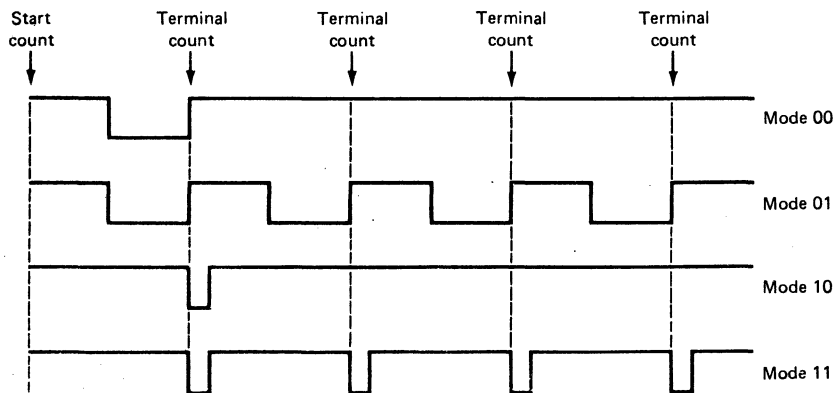 Start
count
Terminal
count
Terminal
count
Terminal
count
Terminal
count
Mode 00
Mode 01
Mode 10
Mode 11